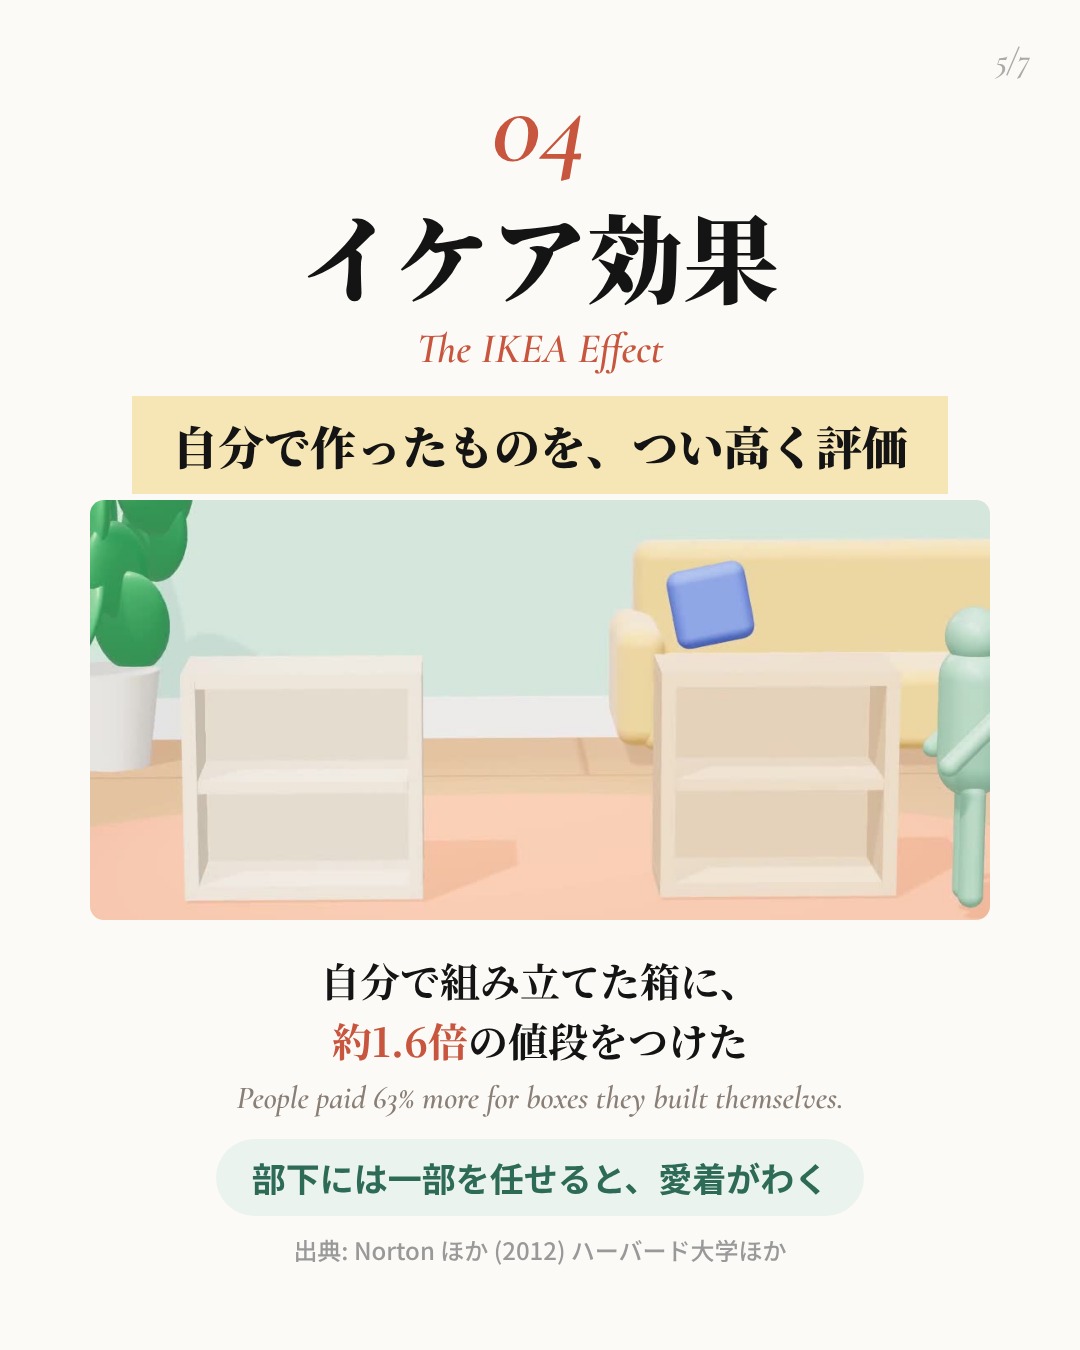 5/7
04
イケア効果
The IKEA Effect
自分で作ったものを、つい高く評価
自分で組み立てた箱に、
約1.6倍の値段をつけた
People paid 63% more for boxes they built themselves.
部下には一部を任せると、愛着がわく
出典: Norton ほか (2012) ハーバード大学ほか